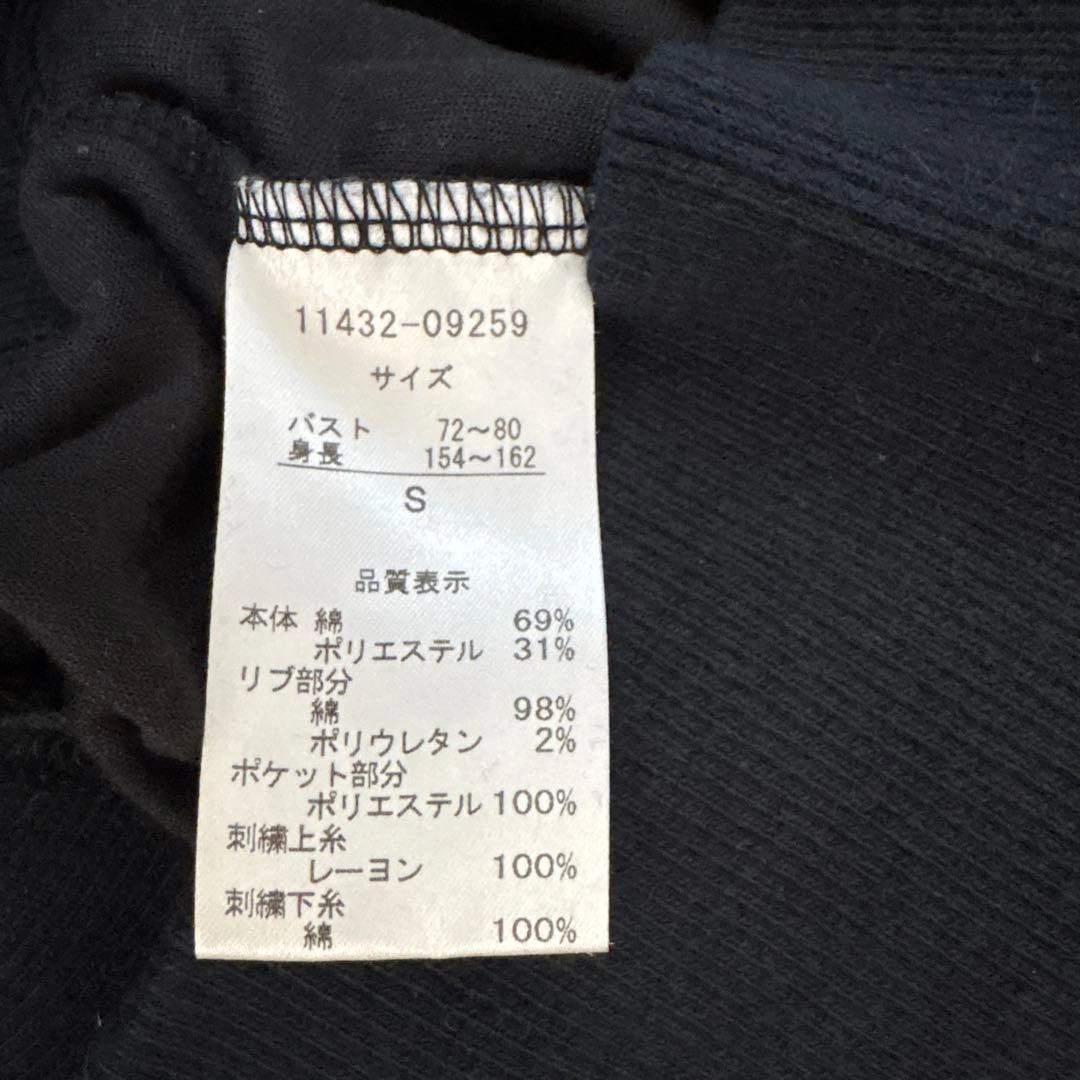 11432-09259
サイズ
バスト 72～80
身長 154～162
S
品質表示
本体 綿 69%
ポリエステル 31%
リブ部分
綿 98%
ポリウレタン 2%
ポケット部分
ポリエステル 100%
刺繍上糸
レーヨン 100%
刺繍下糸
綿 100%